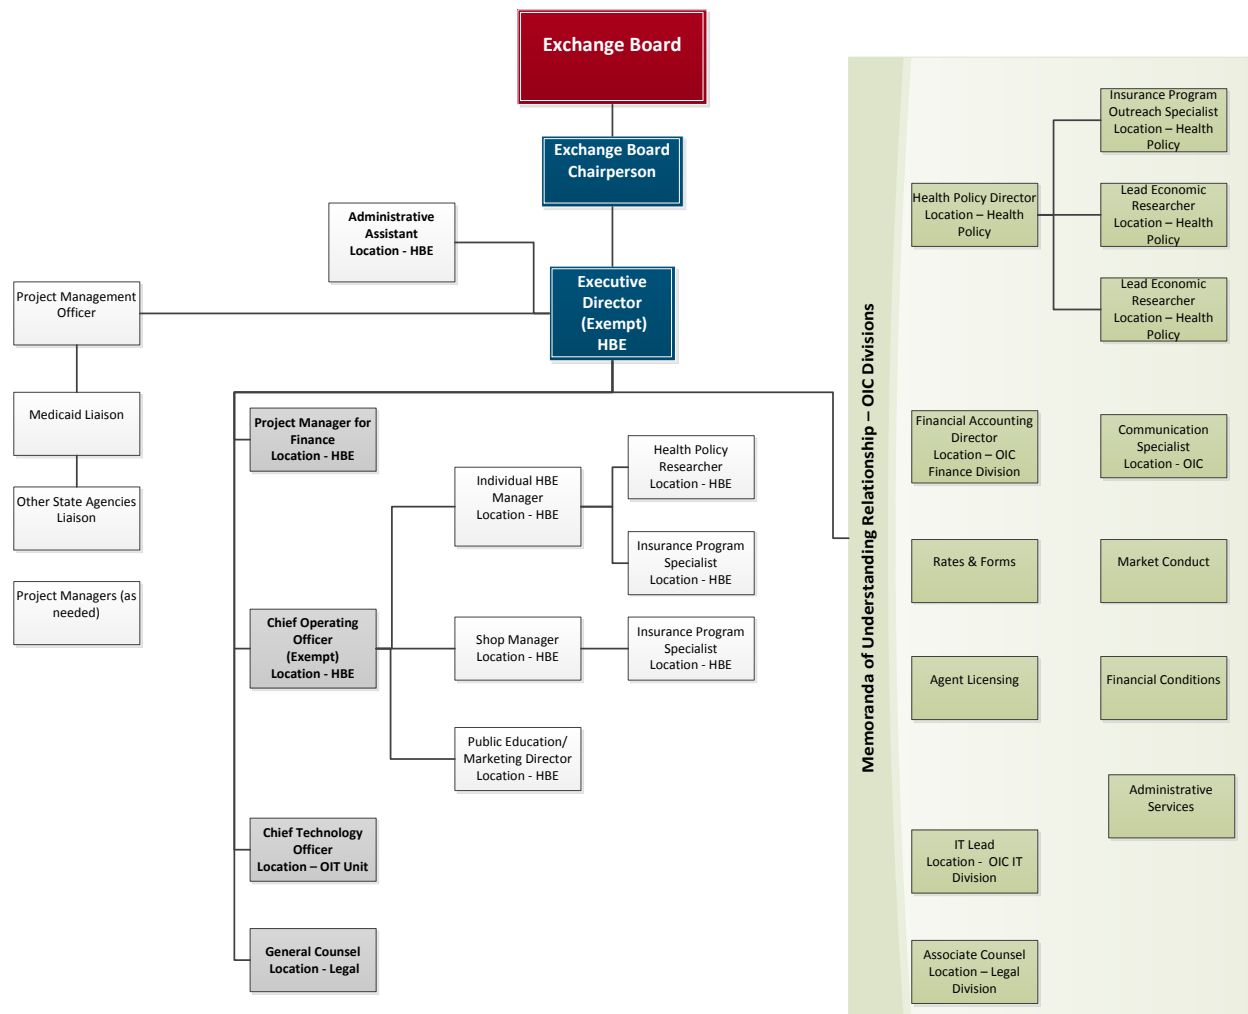 Exchange Board
Exchange Board
Chairperson
Administrative
Assistant
Location - HBE
Executive
Director
(Exempt)
HBE
Project Management
Officer
Medicaid Liaison
Other State Agencies
Liaison
Project Managers (as
needed)
Project Manager for
Finance
Location - HBE
Chief Operating
Officer
(Exempt)
Location - HBE
Chief Technology
Officer
Location – OIT Unit
General Counsel
Location - Legal
Individual HBE
Manager
Location - HBE
Shop Manager
Location - HBE
Public Education/
Marketing Director
Location - HBE
Health Policy
Researcher
Location - HBE
Insurance Program
Specialist
Location - HBE
Insurance Program
Specialist
Location - HBE
Memoranda of Understanding Relationship – OIC Divisions
Health Policy Director
Location – Health
Policy
Insurance Program
Outreach Specialist
Location – Health
Policy
Lead Economic
Researcher
Location – Health
Policy
Lead Economic
Researcher
Location – Health
Policy
Financial Accounting
Director
Location – OIC
Finance Division
Communication
Specialist
Location - OIC
Rates & Forms
Market Conduct
Agent Licensing
Financial Conditions
Administrative
Services
IT Lead
Location -  OIC IT
Division
Associate Counsel
Location – Legal
Division